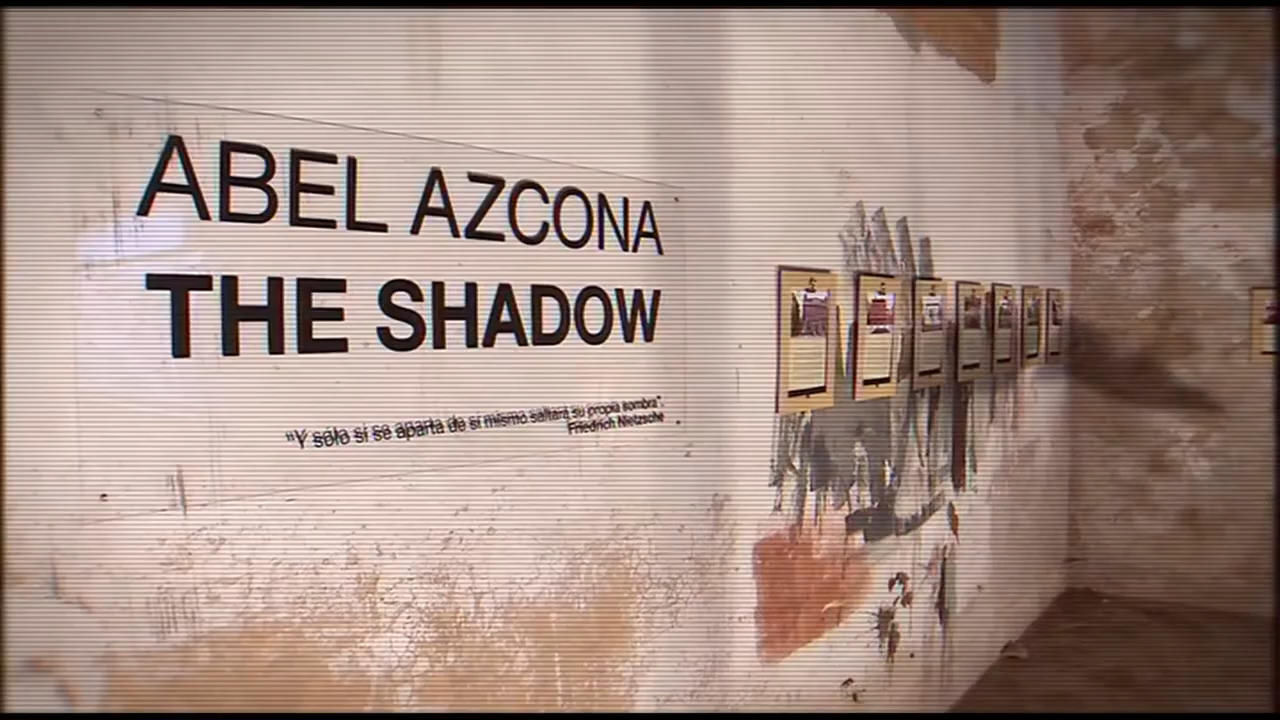 ABEL AZCONA
THE SHADOW
"Y sólo si se aparta de sí mismo saltará su propia sombra".
Friedrich Nietzsche